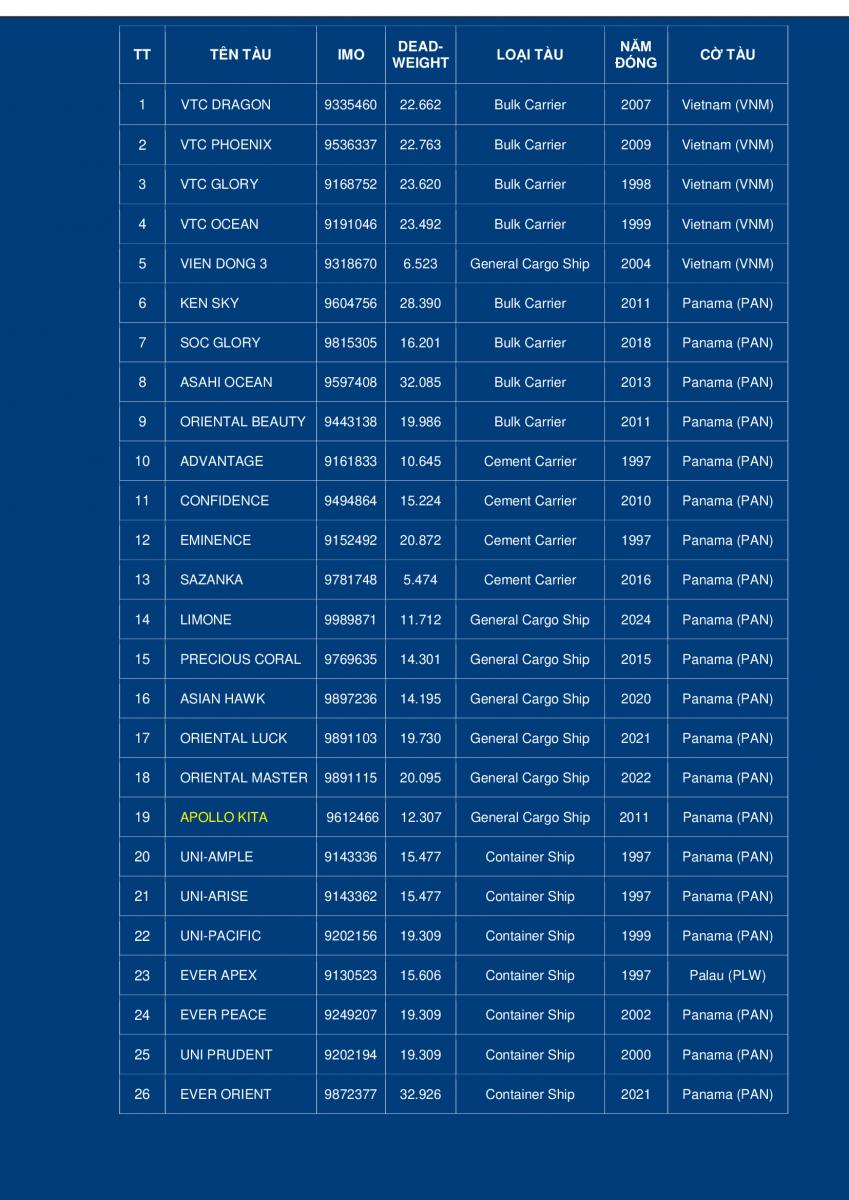 TT TÊN TÀU IMO DEAD-WEIGHT LOẠI TÀU NĂM ĐÓNG CỜ TÀU
1 VTC DRAGON 9335460 22.662 Bulk Carrier 2007 Vietnam (VNM)
2 VTC PHOENIX 9536337 22.763 Bulk Carrier 2009 Vietnam (VNM)
3 VTC GLORY 9168752 23.620 Bulk Carrier 1998 Vietnam (VNM)
4 VTC OCEAN 9191046 23.492 Bulk Carrier 1999 Vietnam (VNM)
5 VIEN DONG 3 9318670 6.523 General Cargo Ship 2004 Vietnam (VNM)
6 KEN SKY 9604756 28.390 Bulk Carrier 2011 Panama (PAN)
7 SOC GLORY 9815305 16.201 Bulk Carrier 2018 Panama (PAN)
8 ASAHI OCEAN 9597408 32.085 Bulk Carrier 2013 Panama (PAN)
9 ORIENTAL BEAUTY 9443138 19.986 Bulk Carrier 2011 Panama (PAN)
10 ADVANTAGE 9161833 10.645 Cement Carrier 1997 Panama (PAN)
11 CONFIDENCE 9494864 15.224 Cement Carrier 2010 Panama (PAN)
12 EMINENCE 9152492 20.872 Cement Carrier 1997 Panama (PAN)
13 SAZANKA 9781748 5.474 Cement Carrier 2016 Panama (PAN)
14 LIMONE 9989871 11.712 General Cargo Ship 2024 Panama (PAN)
15 PRECIOUS CORAL 9769635 14.301 General Cargo Ship 2015 Panama (PAN)
16 ASIAN HAWK 9897236 14.195 General Cargo Ship 2020 Panama (PAN)
17 ORIENTAL LUCK 9891103 19.730 General Cargo Ship 2021 Panama (PAN)
18 ORIENTAL MASTER 9891115 20.095 General Cargo Ship 2022 Panama (PAN)
19 APOLLO KITA 9612466 12.307 General Cargo Ship 2011 Panama (PAN)
20 UNI-AMPLE 9143336 15.477 Container Ship 1997 Panama (PAN)
21 UNI-ARISE 9143362 15.477 Container Ship 1997 Panama (PAN)
22 UNI-PACIFIC 9202156 19.309 Container Ship 1999 Panama (PAN)
23 EVER APEX 9130523 15.606 Container Ship 1997 Palau (PLW)
24 EVER PEACE 9249207 19.309 Container Ship 2002 Panama (PAN)
25 UNI PRUDENT 9202194 19.309 Container Ship 2000 Panama (PAN)
26 EVER ORIENT 9872377 32.926 Container Ship 2021 Panama (PAN)